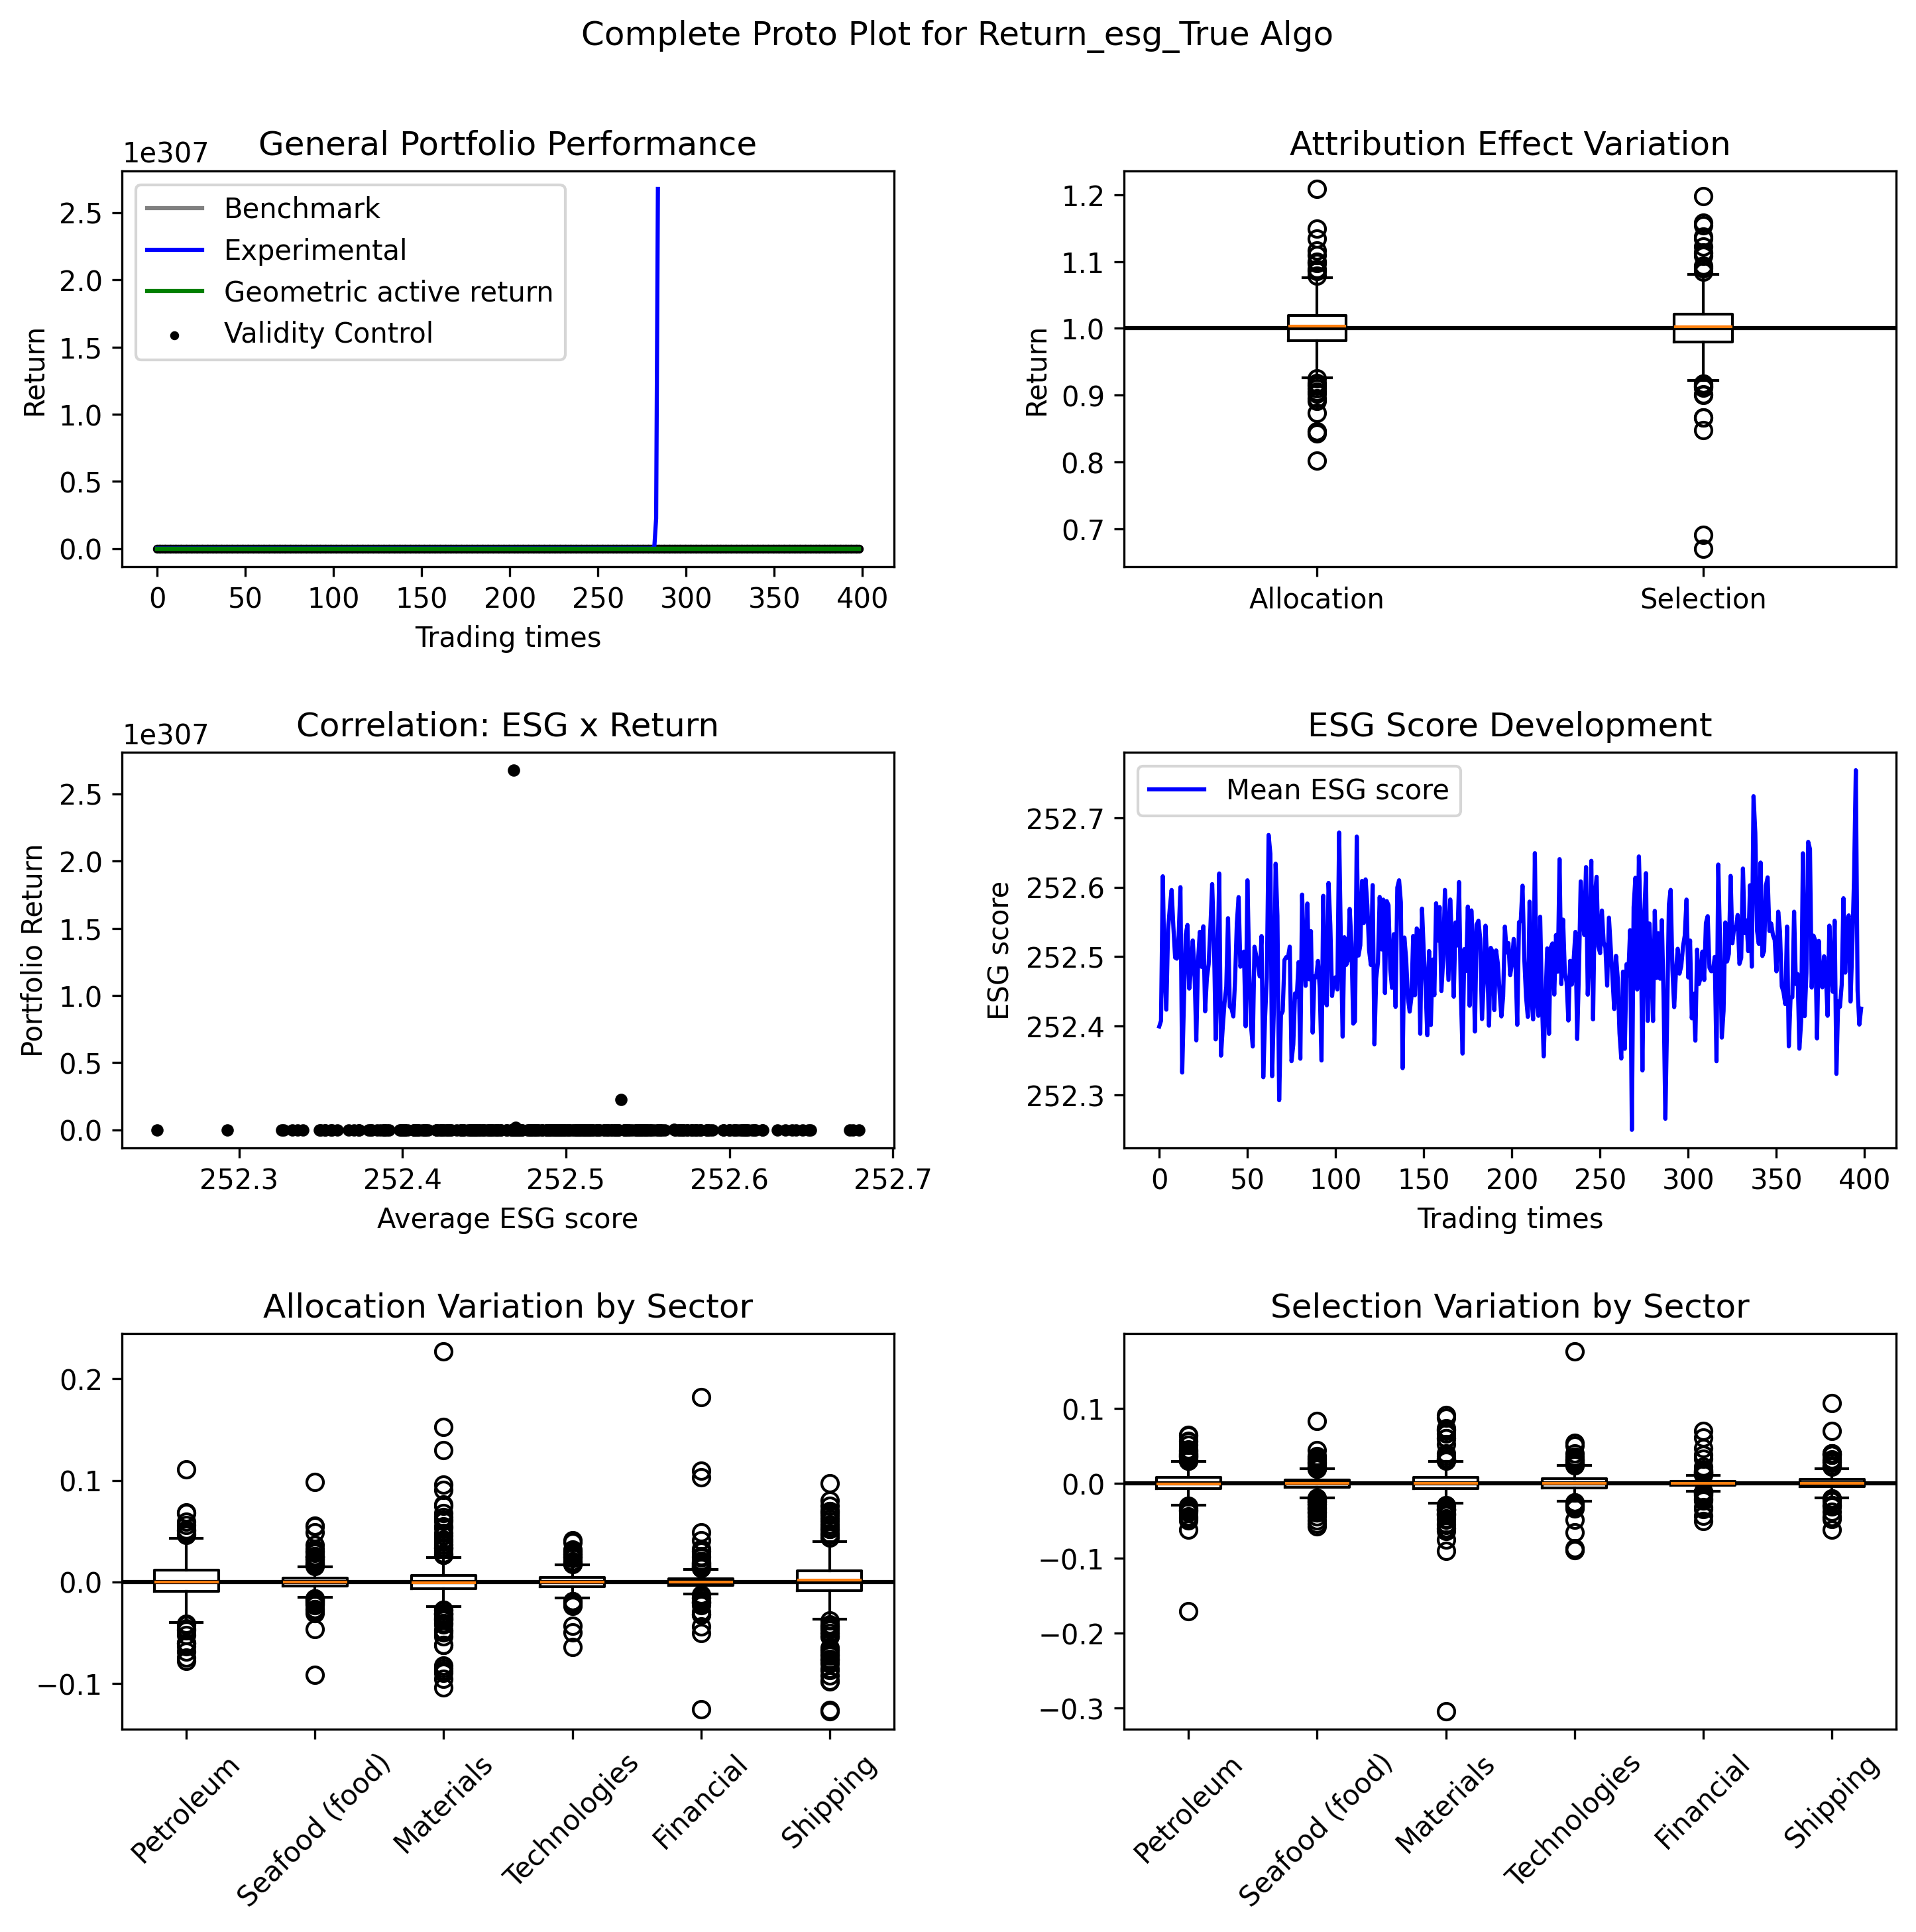 Complete Proto Plot for Return_esg_True Algo
General Portfolio Performance
1e307
Return
2.5
2.0
1.5
1.0
0.5
0.0
Benchmark
Experimental
Geometric active return
Validity Control
0 50 100 150 200 250 300 350 400
Trading times
Attribution Effect Variation
Return
1.2
1.1
1.0
0.9
0.8
0.7
Allocation Selection
Correlation: ESG x Return
1e307
Portfolio Return
2.5
2.0
1.5
1.0
0.5
0.0
252.3 252.4 252.5 252.6 252.7
Average ESG score
ESG Score Development
Mean ESG score
ESG score
252.7
252.6
252.5
252.4
252.3
0 50 100 150 200 250 300 350 400
Trading times
Allocation Variation by Sector
0.2
0.1
0.0
−0.1
Petroleum
Seafood (food)
Materials
Technologies
Financial
Shipping
Selection Variation by Sector
0.1
0.0
−0.1
−0.2
−0.3
Petroleum
Seafood (food)
Materials
Technologies
Financial
Shipping